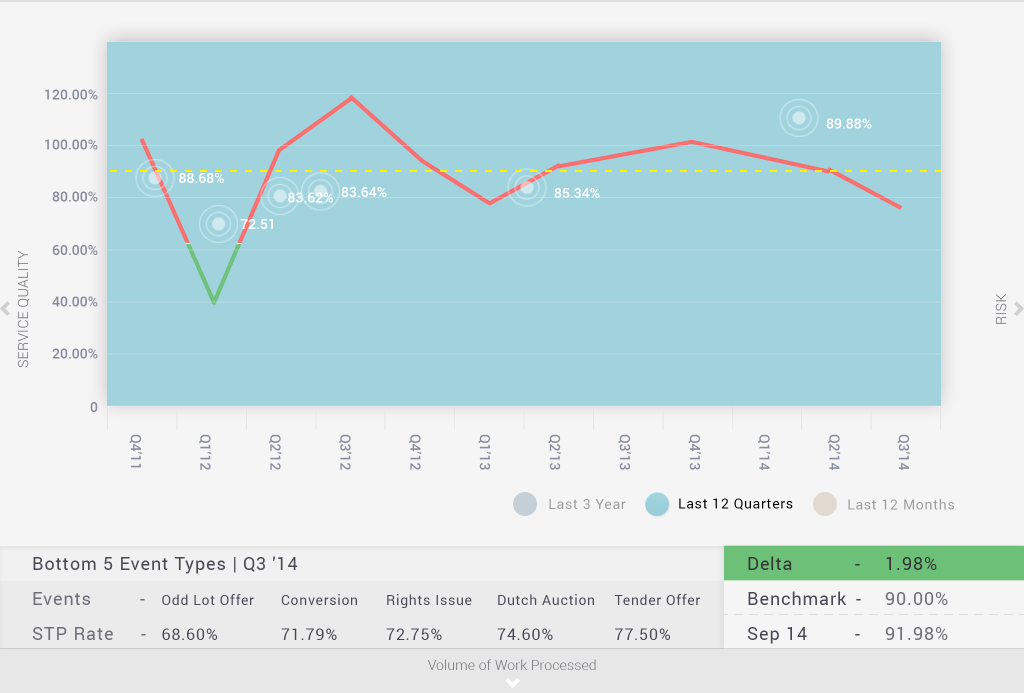 120.00%
100.00%
80.00%
60.00%
40.00%
20.00%
0
SERVICE QUALITY
RISK
88.68%
72.51
83.62%
83.64%
85.34%
89.88%
Q4'11
Q1'12
Q2'12
Q3'12
Q4'12
Q1'13
Q2'13
Q3'13
Q4'13
Q1'14
Q2'14
Q3'14
Last 3 Year
Last 12 Quarters
Last 12 Months
Bottom 5 Event Types | Q3 '14
Events - Odd Lot Offer Conversion Rights Issue Dutch Auction Tender Offer
STP Rate - 68.60% 71.79% 72.75% 74.60% 77.50%
Delta - 1.98%
Benchmark - 90.00%
Sep 14 - 91.98%
Volume of Work Processed